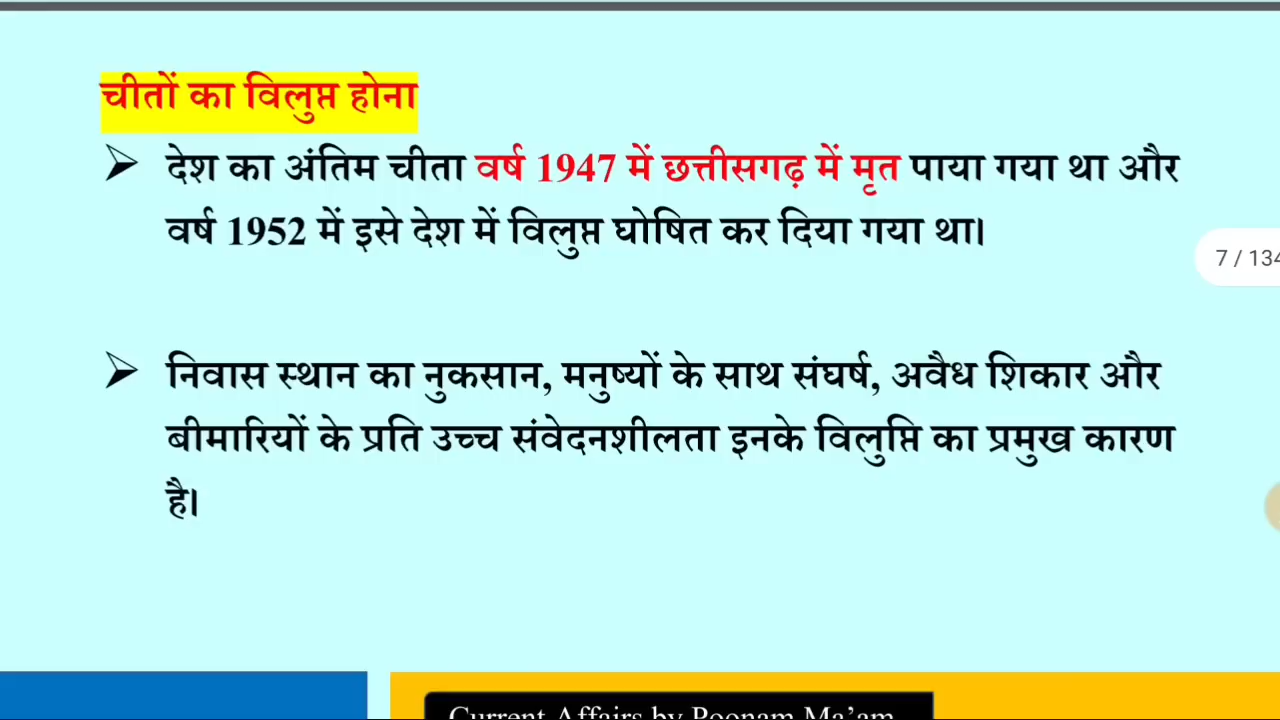 चीतों का विलुप्त होना
➢ देश का अंतिम चीता वर्ष 1947 में छत्तीसगढ़ में मृत पाया गया था और
वर्ष 1952 में इसे देश में विलुप्त घोषित कर दिया गया था।
7 / 134
➢ निवास स्थान का नुकसान, मनुष्यों के साथ संघर्ष, अवैध शिकार और
बीमारियों के प्रति उच्च संवेदनशीलता इनके विलुप्ति का प्रमुख कारण
है।
Current Affairs by Poonam Ma’am